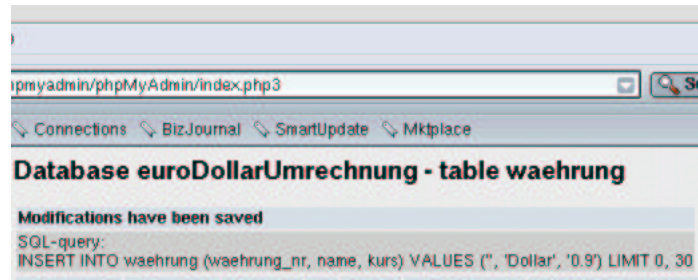 pmyadmin/phpMyAdmin/index.php3
Connections BizJournal SmartUpdate Mktplace
Database euroDollarUmrechnung - table waehrung
Modifications have been saved
SQL-query:
INSERT INTO waehrung (waehrung_nr, name, kurs) VALUES ('', 'Dollar', '0.9') LIMIT 0, 30